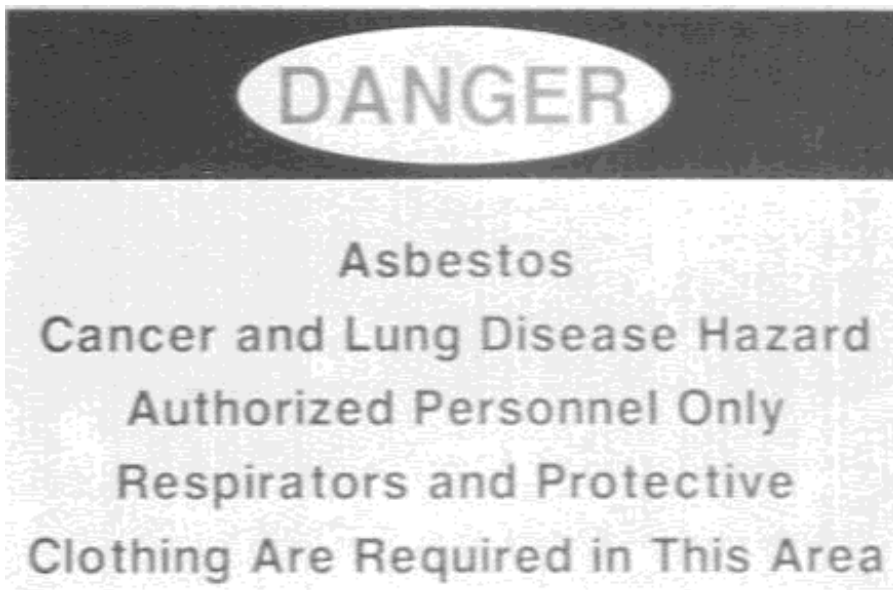 DANGER
Asbestos
Cancer and Lung Disease Hazard
Authorized Personnel Only
Respirators and Protective
Clothing Are Required in This Area